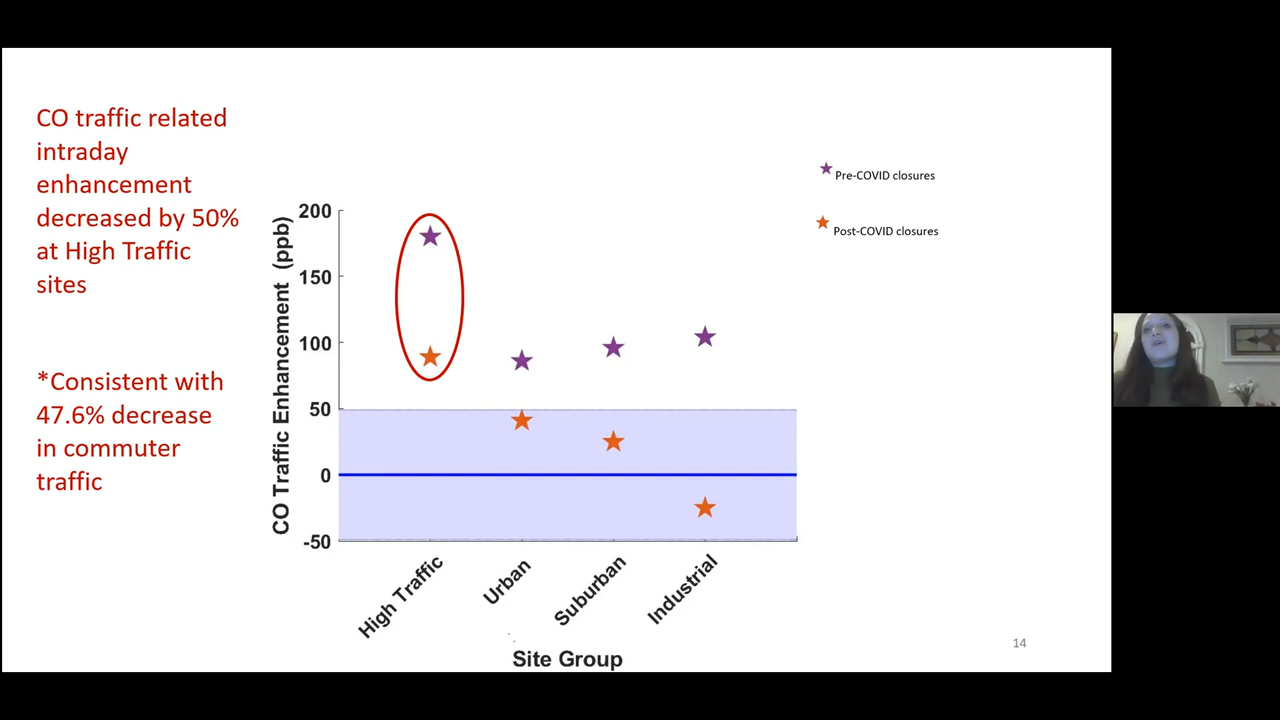 CO traffic related
intraday
enhancement
decreased by 50%
at High Traffic
sites
*Consistent with
47.6% decrease
in commuter
traffic
Pre-COVID closures
Post-COVID closures
CO Traffic Enhancement (ppb)
200
150
100
50
0
-50
High Traffic
Urban
Suburban
Industrial
Site Group
14